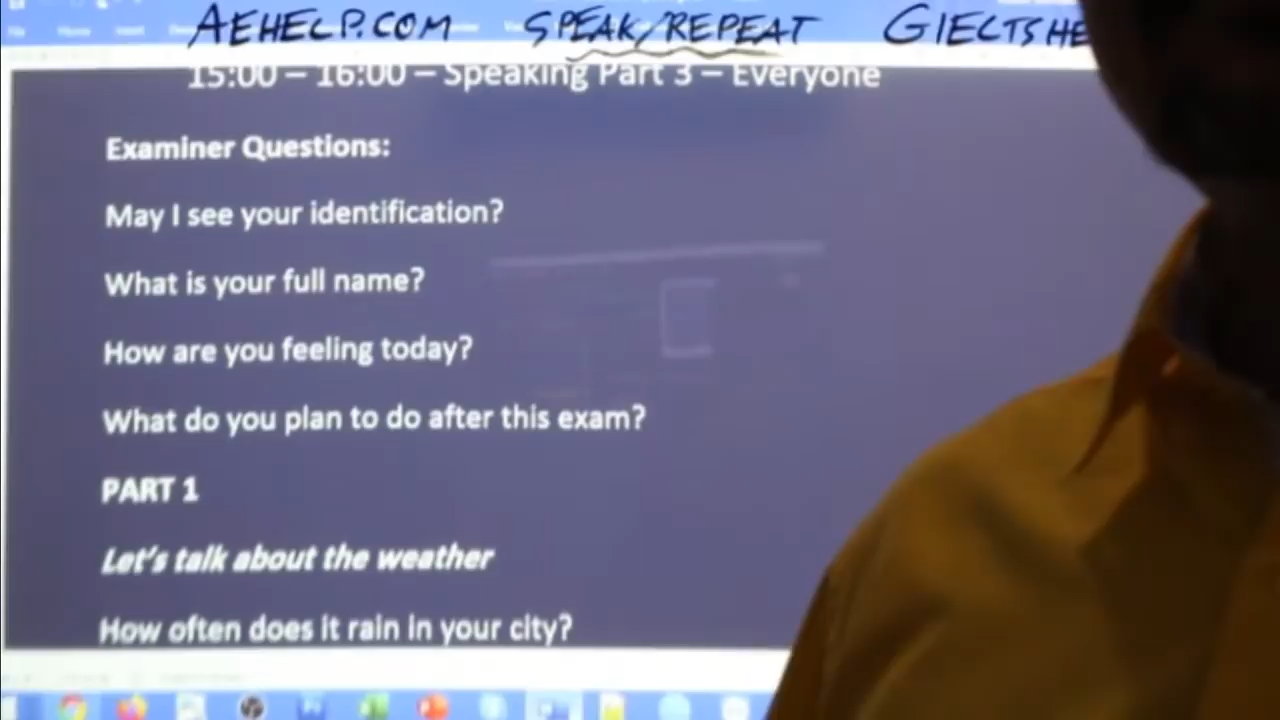 AEHELP.COM SPEAK/REPEAT GIELTSHE
15:00 – 16:00 – Speaking Part 3 – Everyone
Examiner Questions:
May I see your identification?
What is your full name?
How are you feeling today?
What do you plan to do after this exam?
PART 1
Let's talk about the weather
How often does it rain in your city?